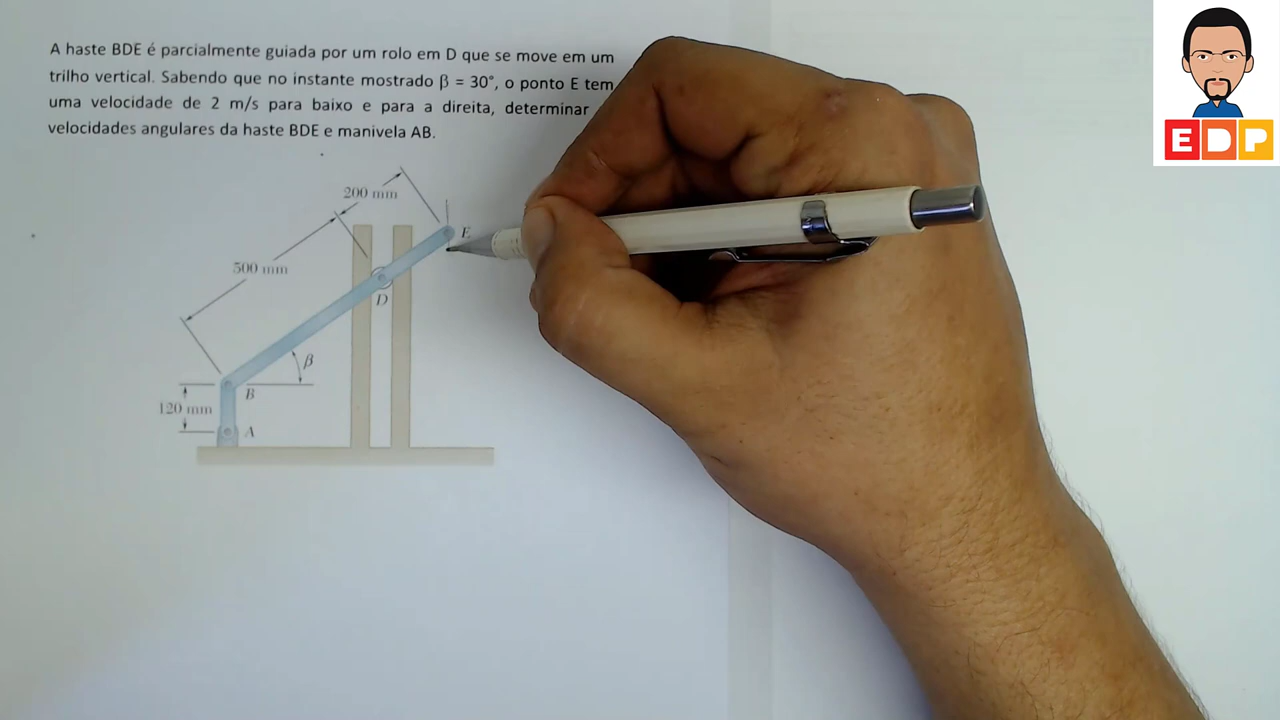 A haste BDE é parcialmente guiada por um rolo em D que se move em um
trilho vertical. Sabendo que no instante mostrado β = 30°, o ponto E tem
uma velocidade de 2 m/s para baixo e para a direita, determinar
velocidades angulares da haste BDE e manivela AB.
200 mm
E
500 mm
D
β
B
120 mm
A
EDP